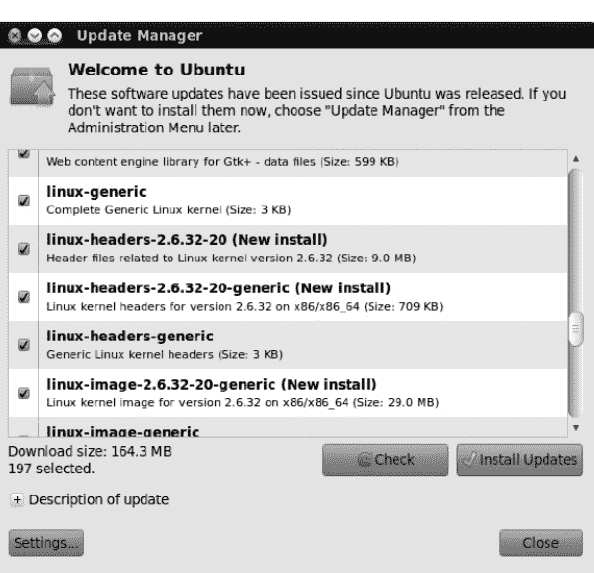 Update Manager
Welcome to Ubuntu
These software updates have been issued since Ubuntu was released. If you
don't want to install them now, choose "Update Manager" from the
Administration Menu later.
Web content engine library for Gtk+ - data files (Size: 599 KB)
linux-generic
Complete Generic Linux kernel (Size: 3 KB)
linux-headers-2.6.32-20 (New install)
Header files related to Linux kernel version 2.6.32 (Size: 9.0 MB)
linux-headers-2.6.32-20-generic (New install)
Linux kernel headers for version 2.6.32 on x86/x86_64 (Size: 709 KB)
linux-headers-generic
Generic Linux kernel headers (Size: 3 KB)
linux-image-2.6.32-20-generic (New install)
Linux kernel image for version 2.6.32 on x86/x86_64 (Size: 29.0 MB)
linux-image-generic
Download size: 164.3 MB
197 selected.
Check
Install Updates
Description of update
Settings...
Close